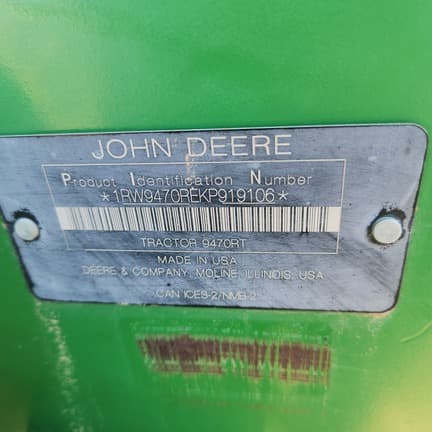 JOHN DEERE
Product Identification Number
*1RW9470REKP919106*
TRACTOR 9470RT
MADE IN USA
DEERE & COMPANY, MOLINE, ILLINOIS, USA
CAN ICES-2/NMB-2